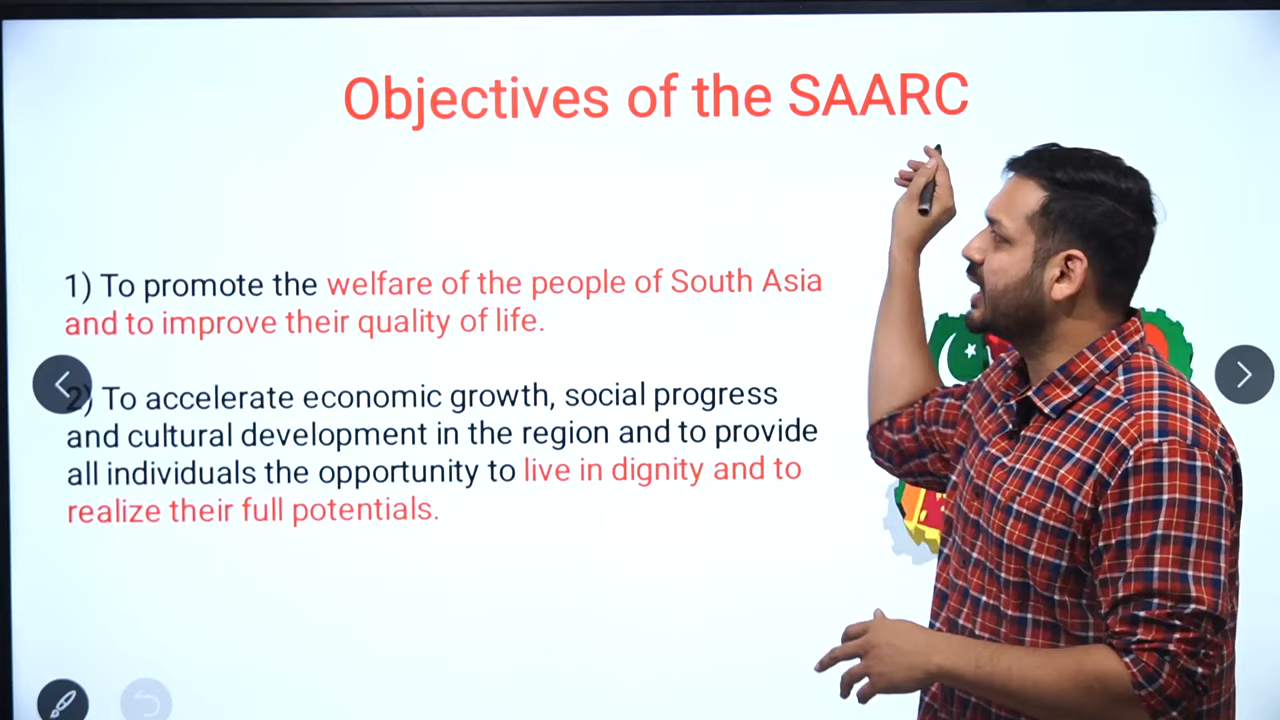 Objectives of the SAARC
1) To promote the welfare of the people of South Asia
and to improve their quality of life.
2) To accelerate economic growth, social progress
and cultural development in the region and to provide
all individuals the opportunity to live in dignity and to
realize their full potentials.